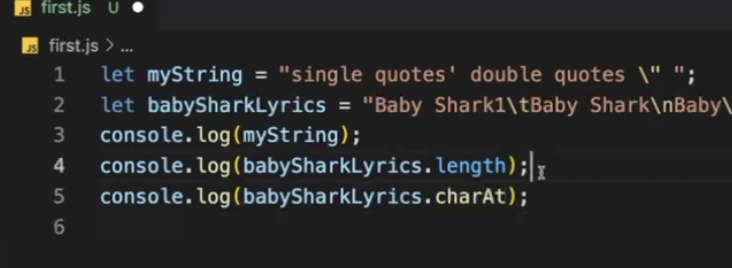 JS first.js U
JS first.js > ...
1 let myString = "single quotes' double quotes \" ";
2 let babySharkLyrics = "Baby Shark1\tBaby Shark\nBaby\
3 console.log(myString);
4 console.log(babySharkLyrics.length);
5 console.log(babySharkLyrics.charAt);
6